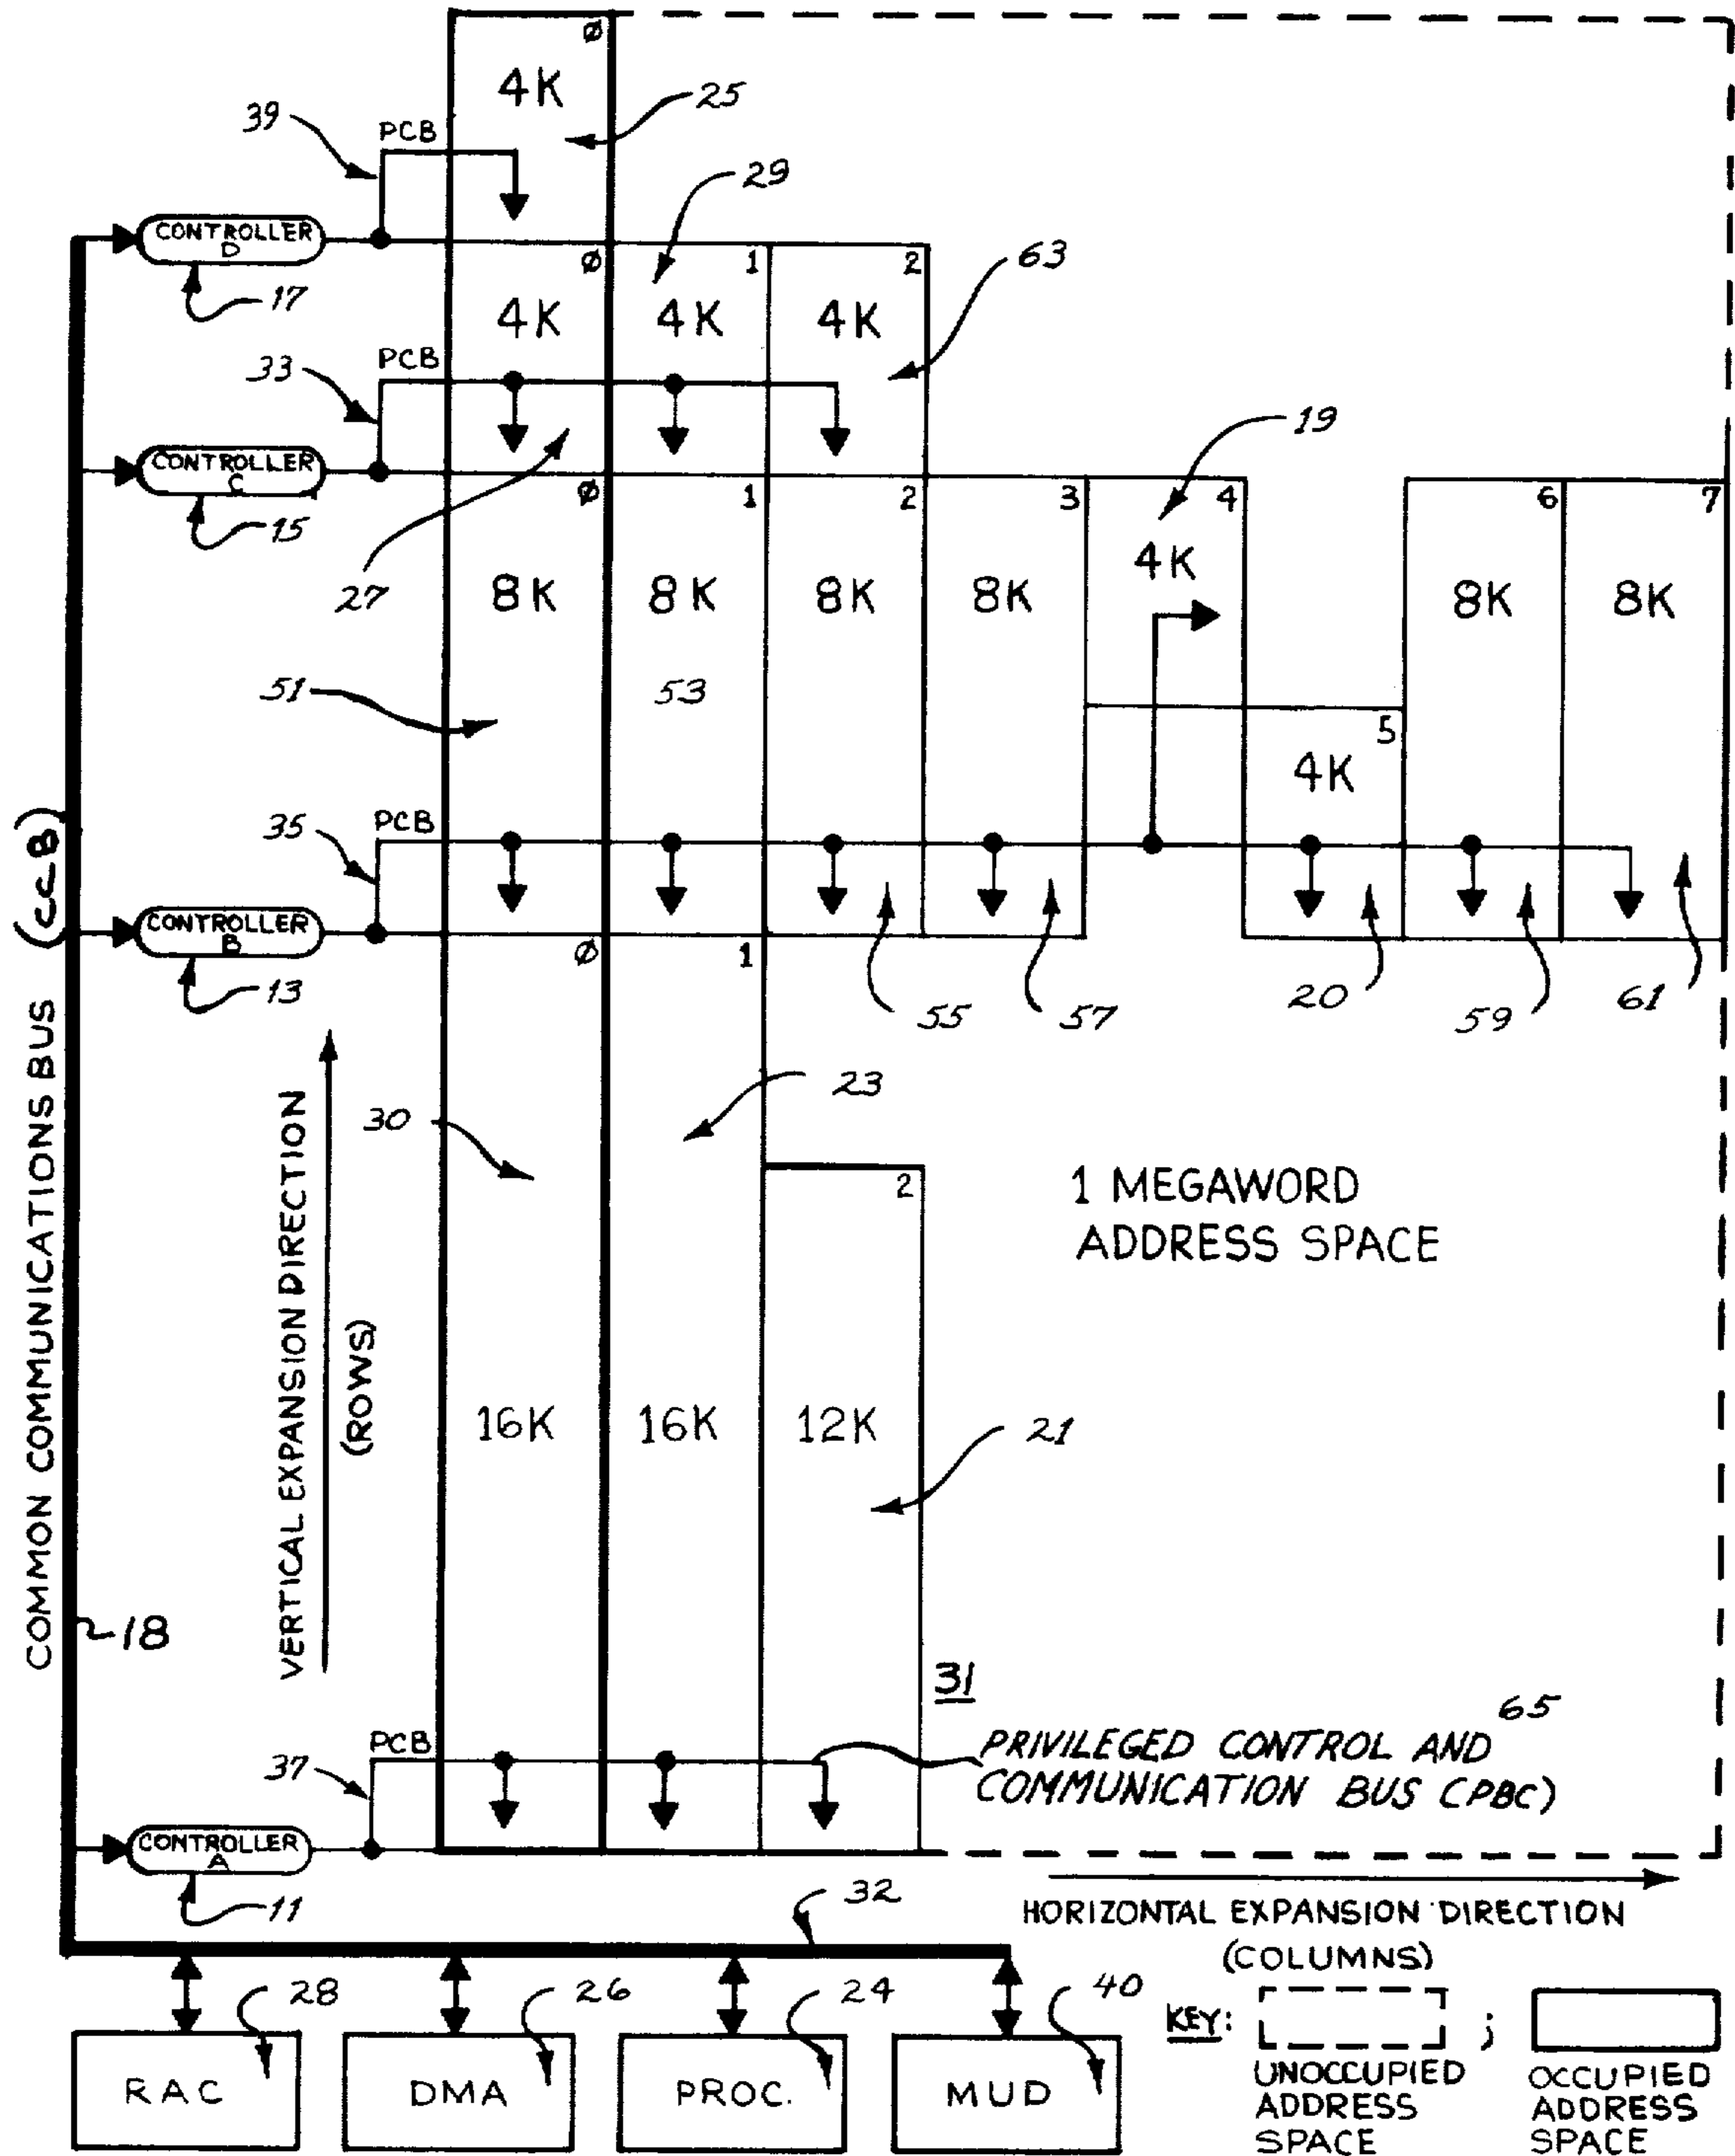 Ø
4K
25
39
PCB
29
CONTROLLER
D
Ø
1
2
63
17
4K
4K
4K
PCB
33
19
CONTROLLER
C
Ø
1
2
3
4
6
7
15
4K
27
8K
8K
8K
8K
8K
8K
51
53
5
4K
35
PCB
CONTROLLER
B
Ø
1
13
55
57
20
59
61
COMMON COMMUNICATIONS BUS (CCB)
VERTICAL EXPANSION DIRECTION
(ROWS)
23
30
2
1 MEGAWORD
ADDRESS SPACE
16K
16K
12K
21
18
31
65
PCB
PRIVILEGED CONTROL AND
COMMUNICATION BUS (PBC)
37
CONTROLLER
A
11
32
HORIZONTAL EXPANSION DIRECTION
(COLUMNS)
28
26
24
40
RAC
DMA
PROC.
MUD
KEY:
;
UNOCCUPIED
ADDRESS
SPACE
OCCUPIED
ADDRESS
SPACE